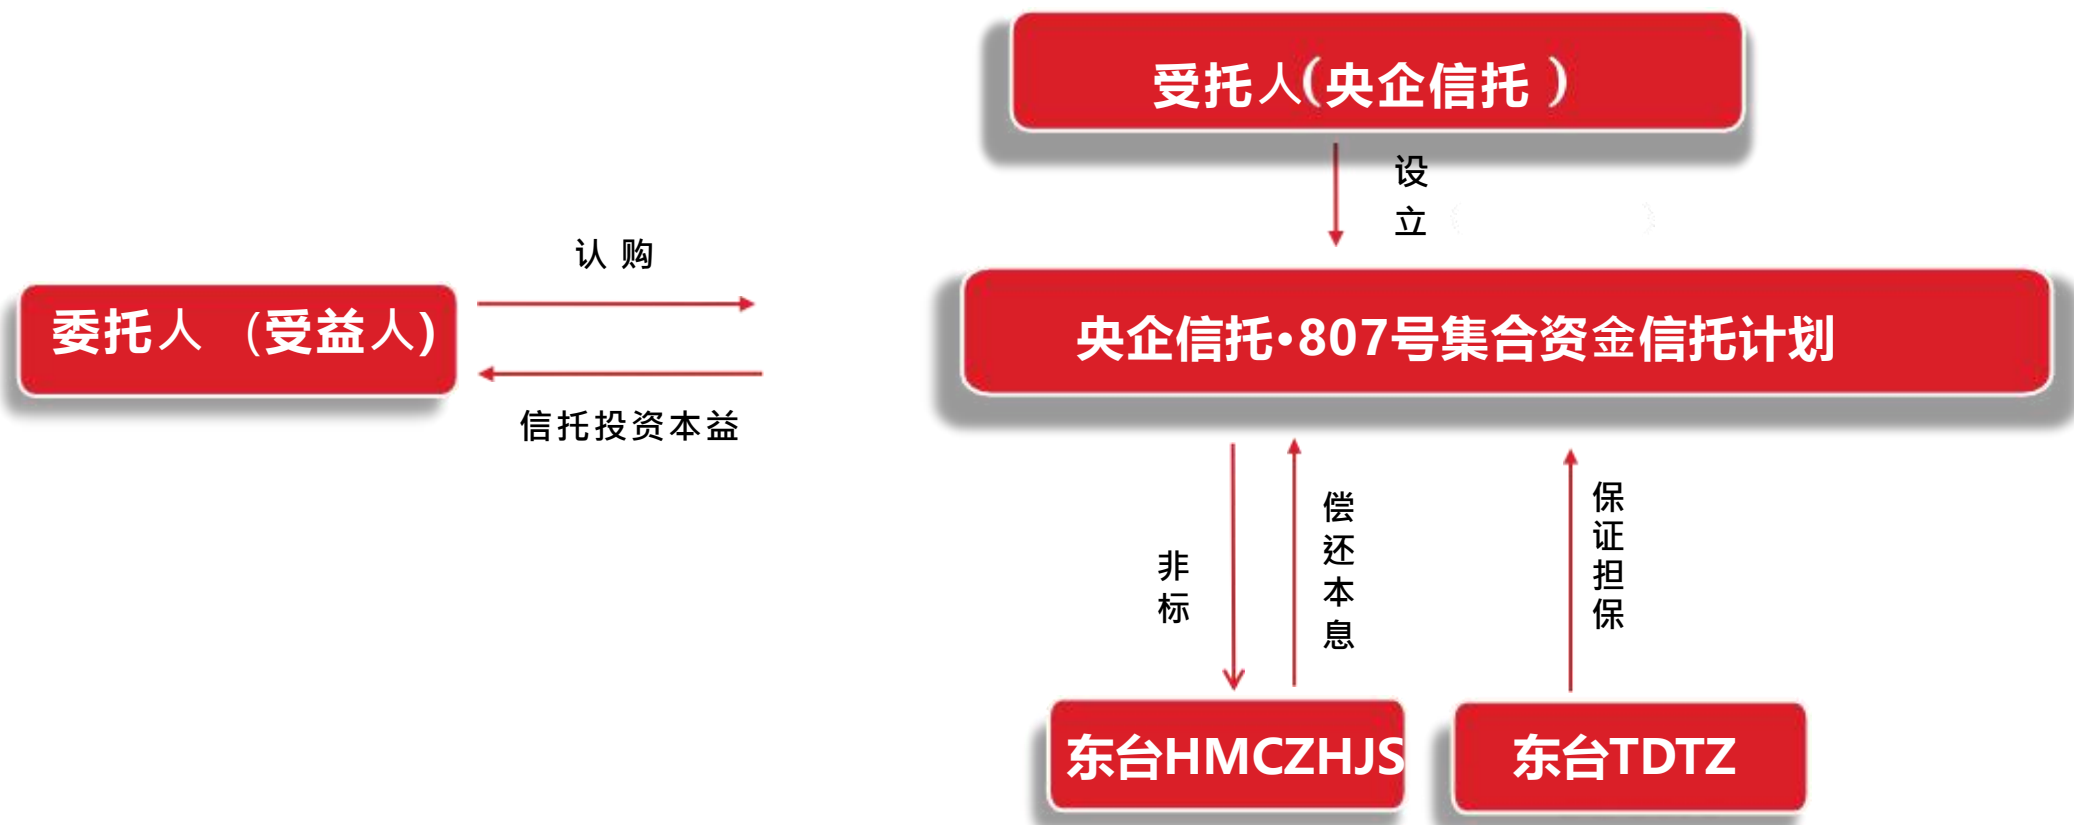 受托人(央企信托 )
设
立
认 购
委托人 (受益人)
央企信托•807号集合资金信托计划
信托投资本益
非
标
偿
还
本
息
保
证
担
保
东台HMCZHJS
东台TDTZ